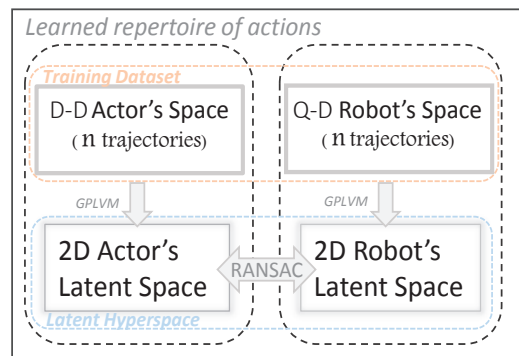 Learned repertoire of actions
Training Dataset
D-D Actor's Space
( n trajectories)
Q-D Robot's Space
( n trajectories)
GPLVM
GPLVM
2D Actor's
Latent Space
RANSAC
2D Robot's
Latent Space
Latent Hyperspace